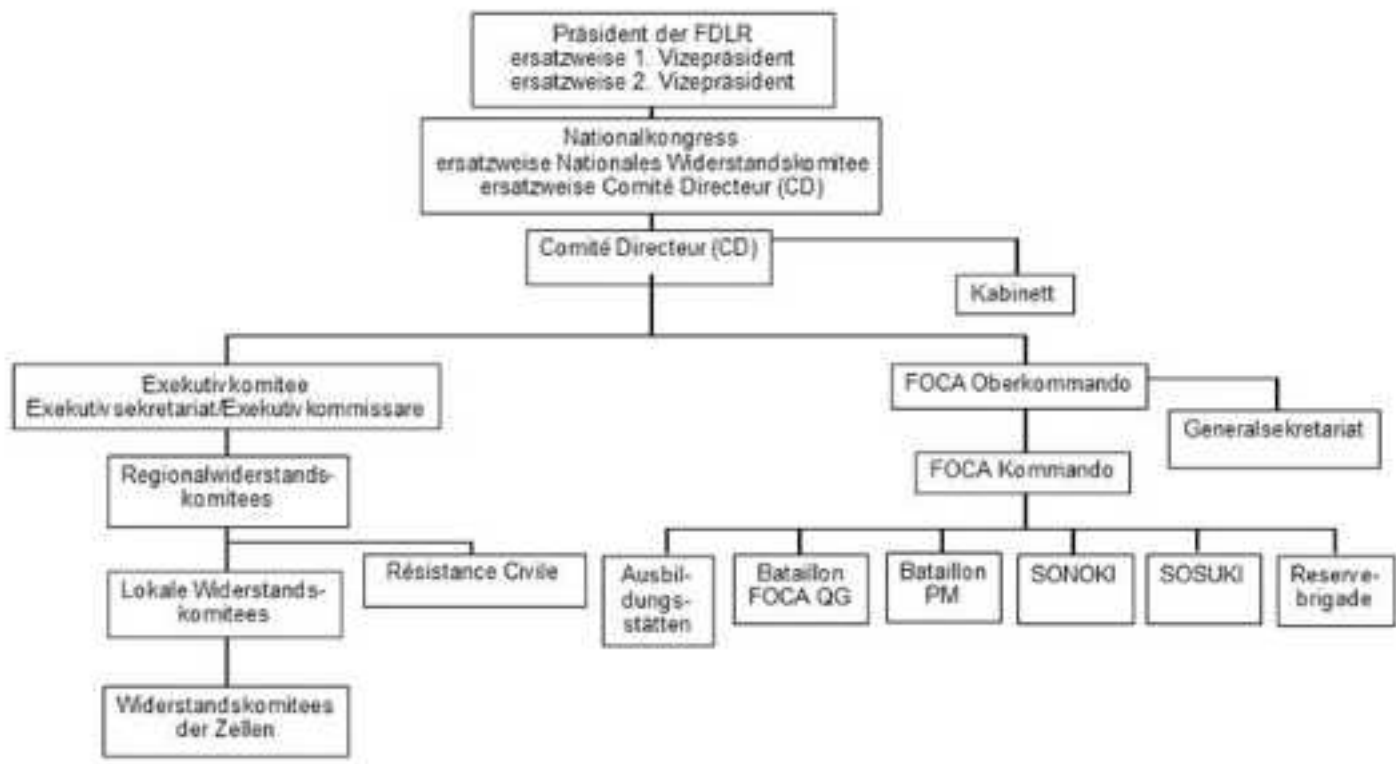 Präsident der FDLR
ersatzweise 1. Vizepräsident
ersatzweise 2. Vizepräsident
Nationalkongress
ersatzweise Nationales Widerstandskomitee
ersatzweise Comité Directeur (CD)
Comité Directeur (CD)
Kabinett
Exekutivkomitee
Exekutivsekretariat/Exekutivkommissare
FOCA Oberkommando
Generalsekretariat
Regionalwiderstands-
komitees
FOCA Kommando
Lokale Widerstands-
komitees
Résistance Civile
Ausbil-
dungs-
stätten
Bataillon
FOCA QG
Bataillon
PM
SONOKI
SOSUKI
Reserve-
brigade
Widerstandskomitees
der Zellen